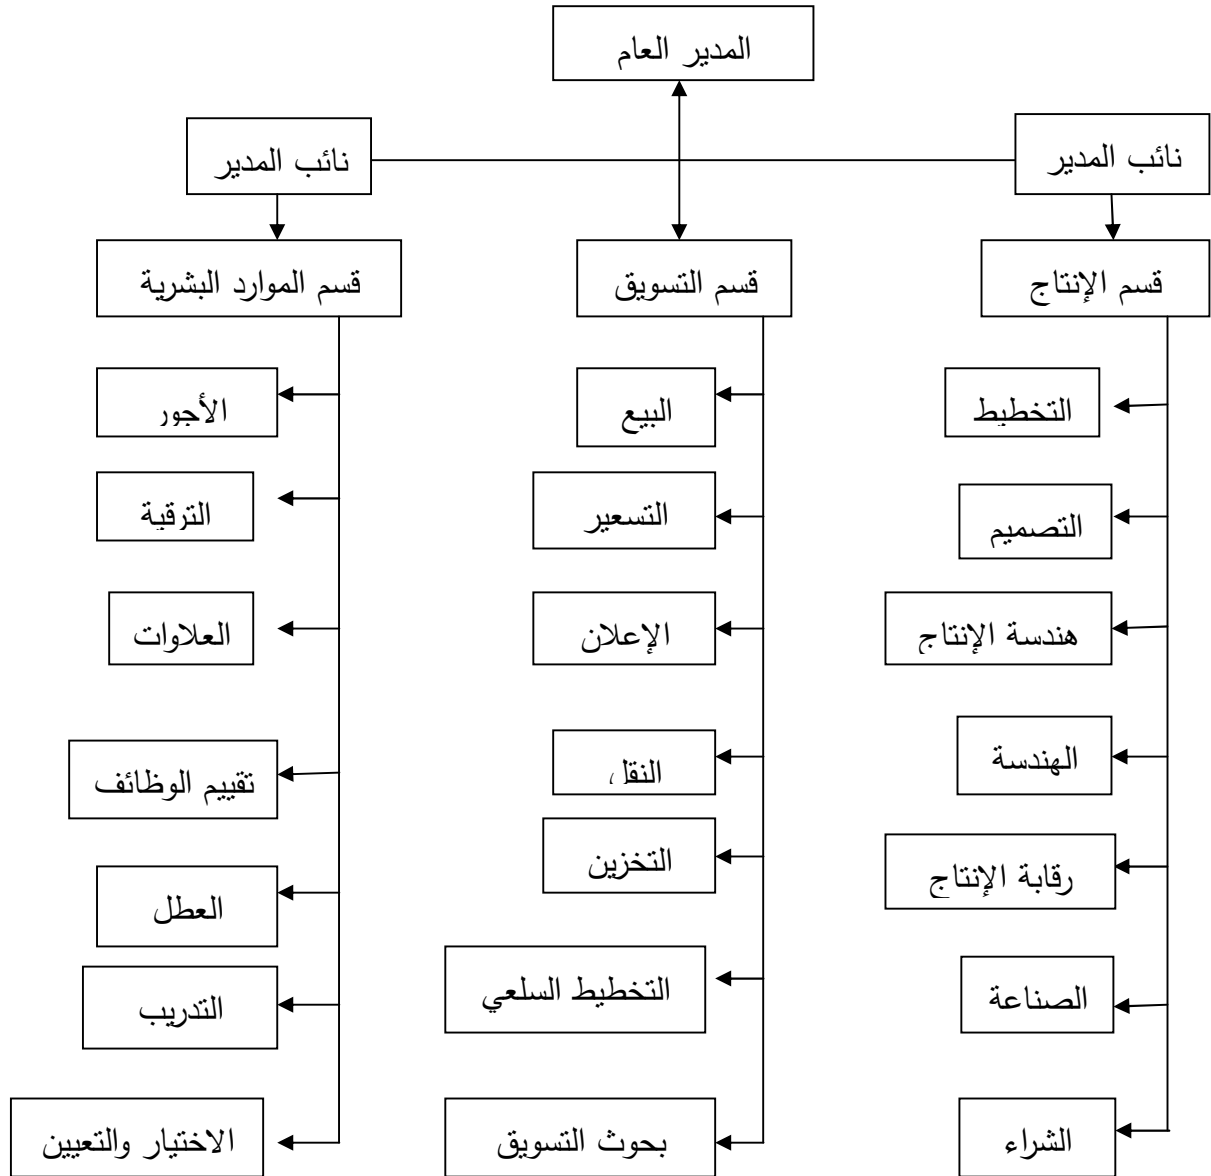 المدير العام
نائب المدير
نائب المدير
قسم الإنتاج
قسم التسويق
قسم الموارد البشرية
التخطيط
البيع
الأجور
التصميم
التسعير
الترقية
هندسة الإنتاج
الإعلان
العلاوات
الهندسة
النقل
تقييم الوظائف
رقابة الإنتاج
التخزين
العطل
الصناعة
التخطيط السلعي
التدريب
الشراء
بحوث التسويق
الاختيار والتعيين